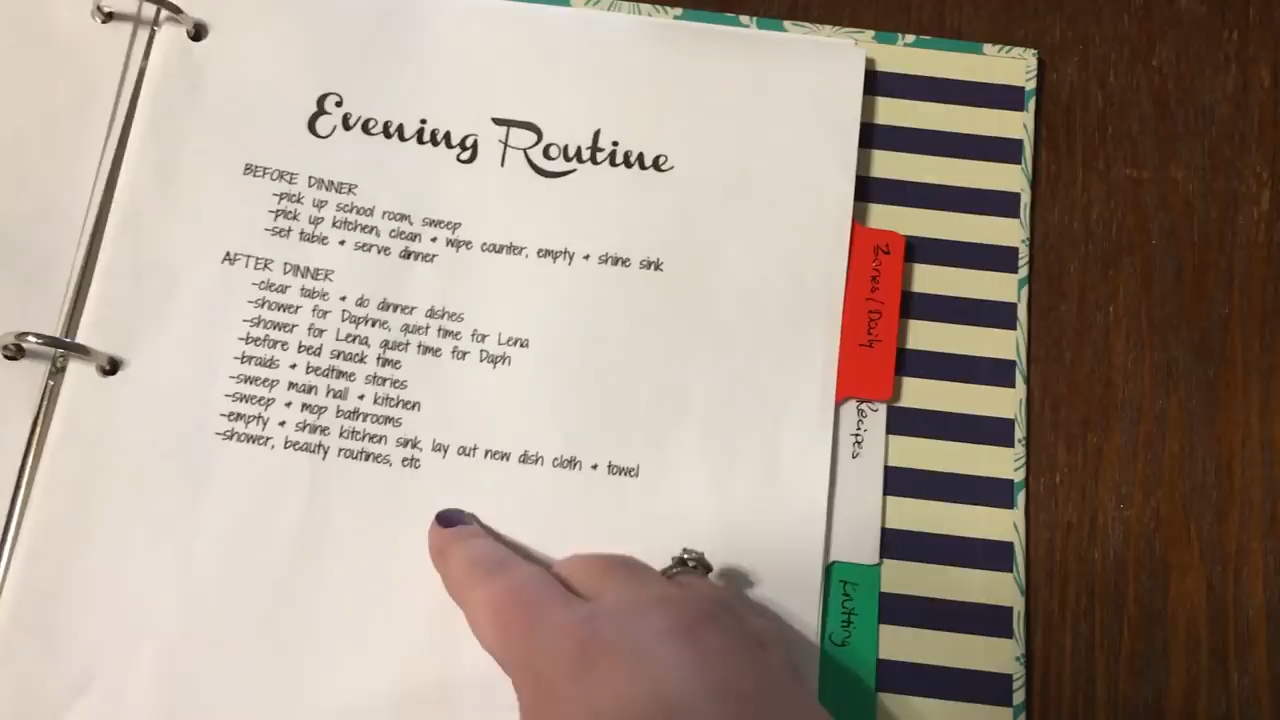 Evening Routine
BEFORE DINNER
-pick up school room, sweep
-pick up kitchen, clean & wipe counter, empty & shine sink
-set table & serve dinner
AFTER DINNER
-clear table & do dinner dishes
-shower for Daphne, quiet time for Lena
-shower for Lena, quiet time for Daph
-before bed snack time
-braids & bedtime stories
-sweep main hall & kitchen
-sweep & mop bathrooms
-empty & shine kitchen sink, lay out new dish cloth & towel
-shower, beauty routines, etc
Zones/Daily
Recipes
Knitting